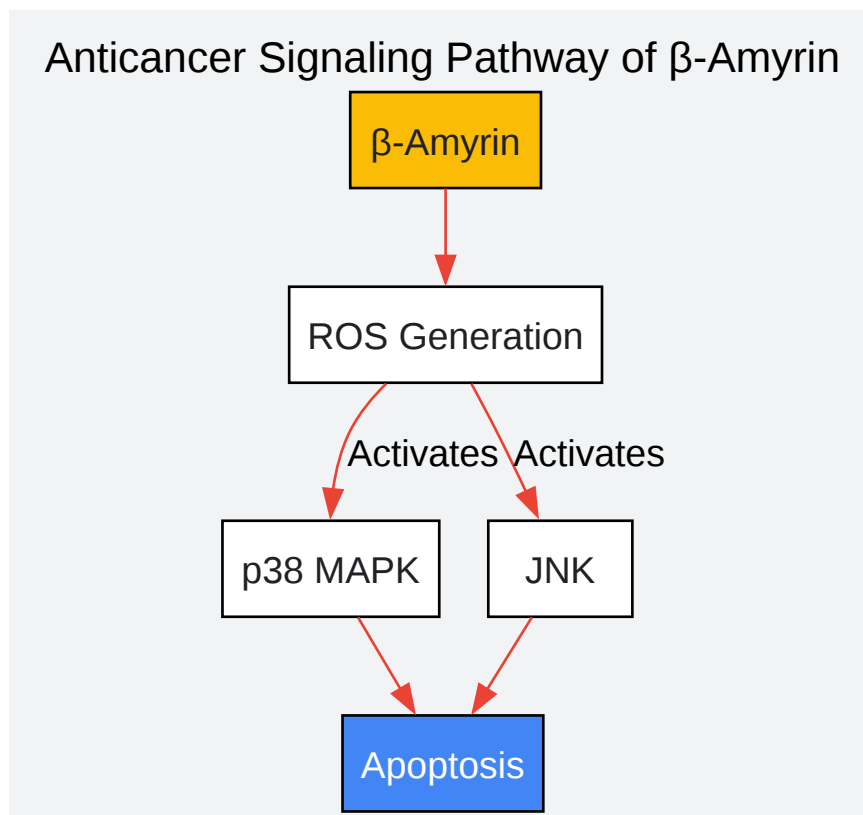 Anticancer Signaling Pathway of β-Amyrin
β-Amyrin
ROS Generation
Activates Activates
p38 MAPK JNK
Apoptosis